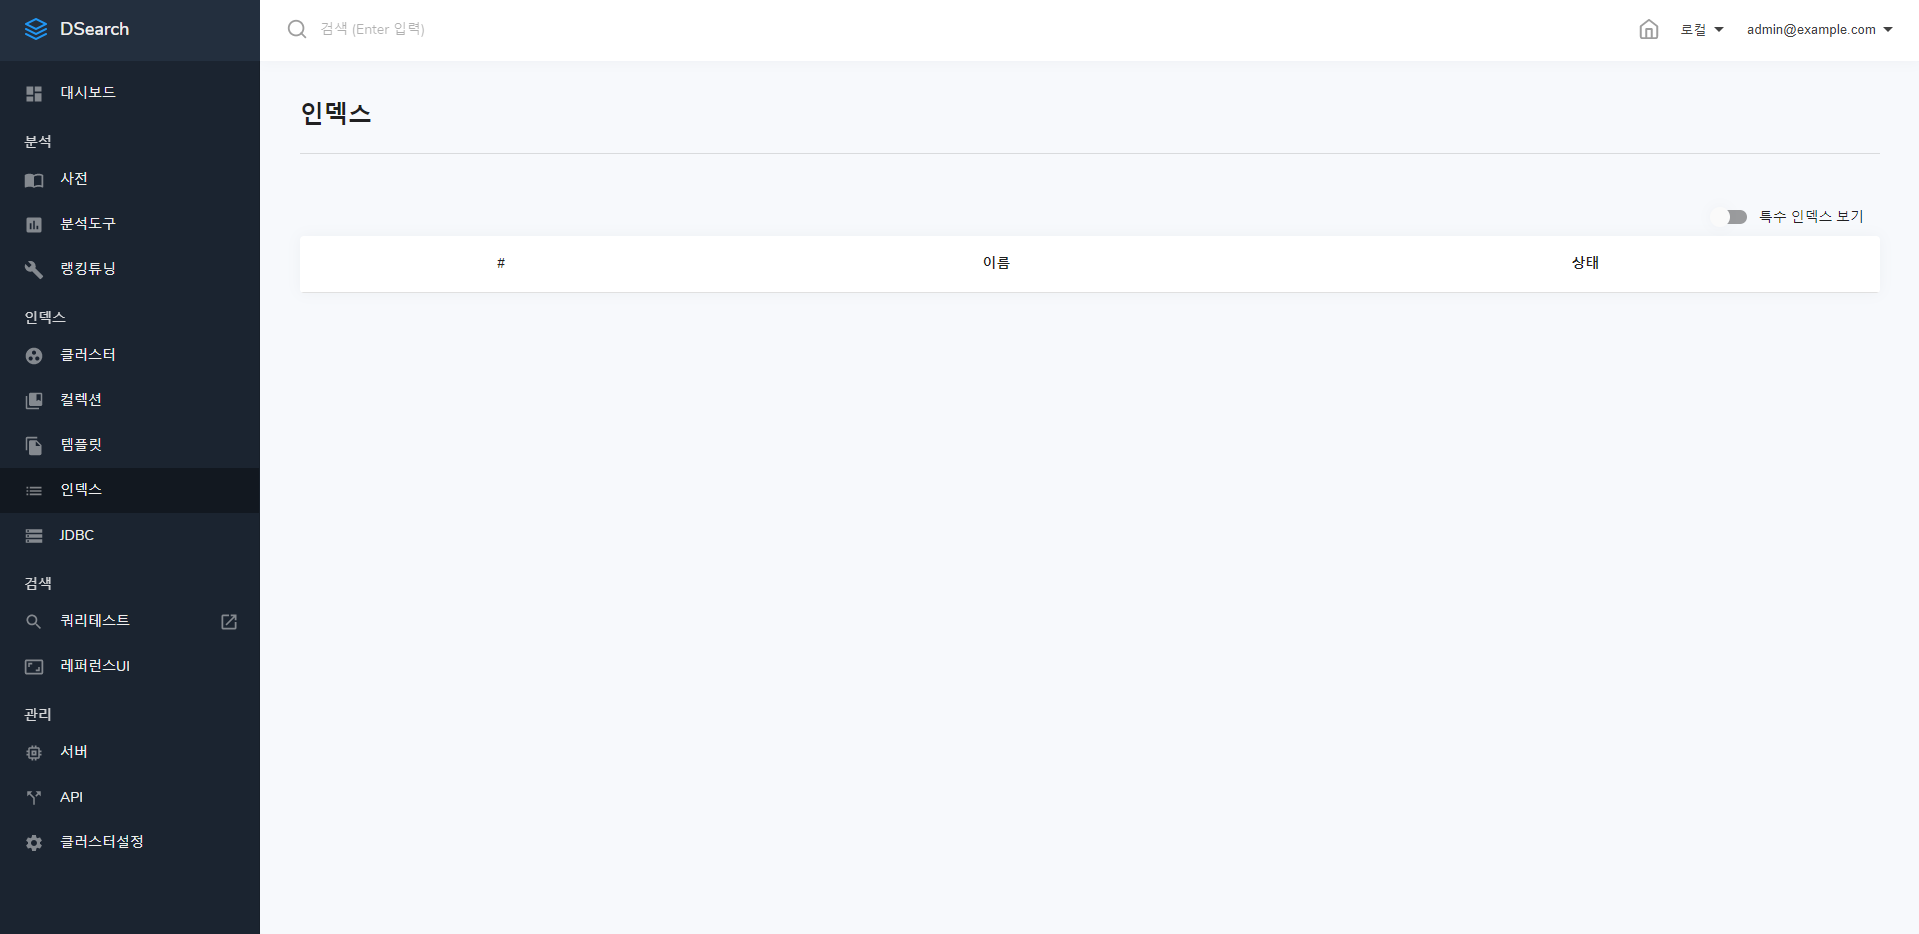 DSearch
검색 (Enter 입력)
로컬
admin@example.com
대시보드
분석
사전
분석도구
랭킹튜닝
인덱스
클러스터
컬렉션
템플릿
인덱스
JDBC
검색
쿼리테스트
레퍼런스UI
관리
서버
API
클러스터설정
인덱스
특수 인덱스 보기
# 이름 상태